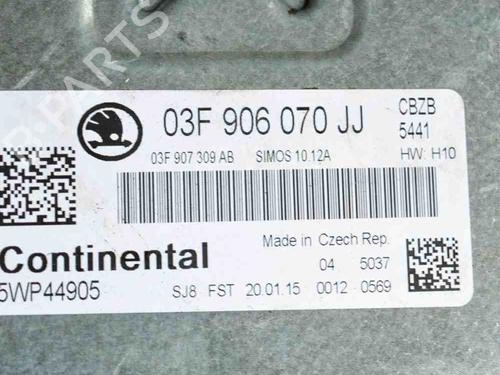 03F 906 070 JJ
CBZB
5441
03F 907 309 AB SIMOS 10.12A HW: H10
Continental
Made in Czech Rep.
04 5037
5WP44905 SJ8 FST 20.01.15 0012 0569